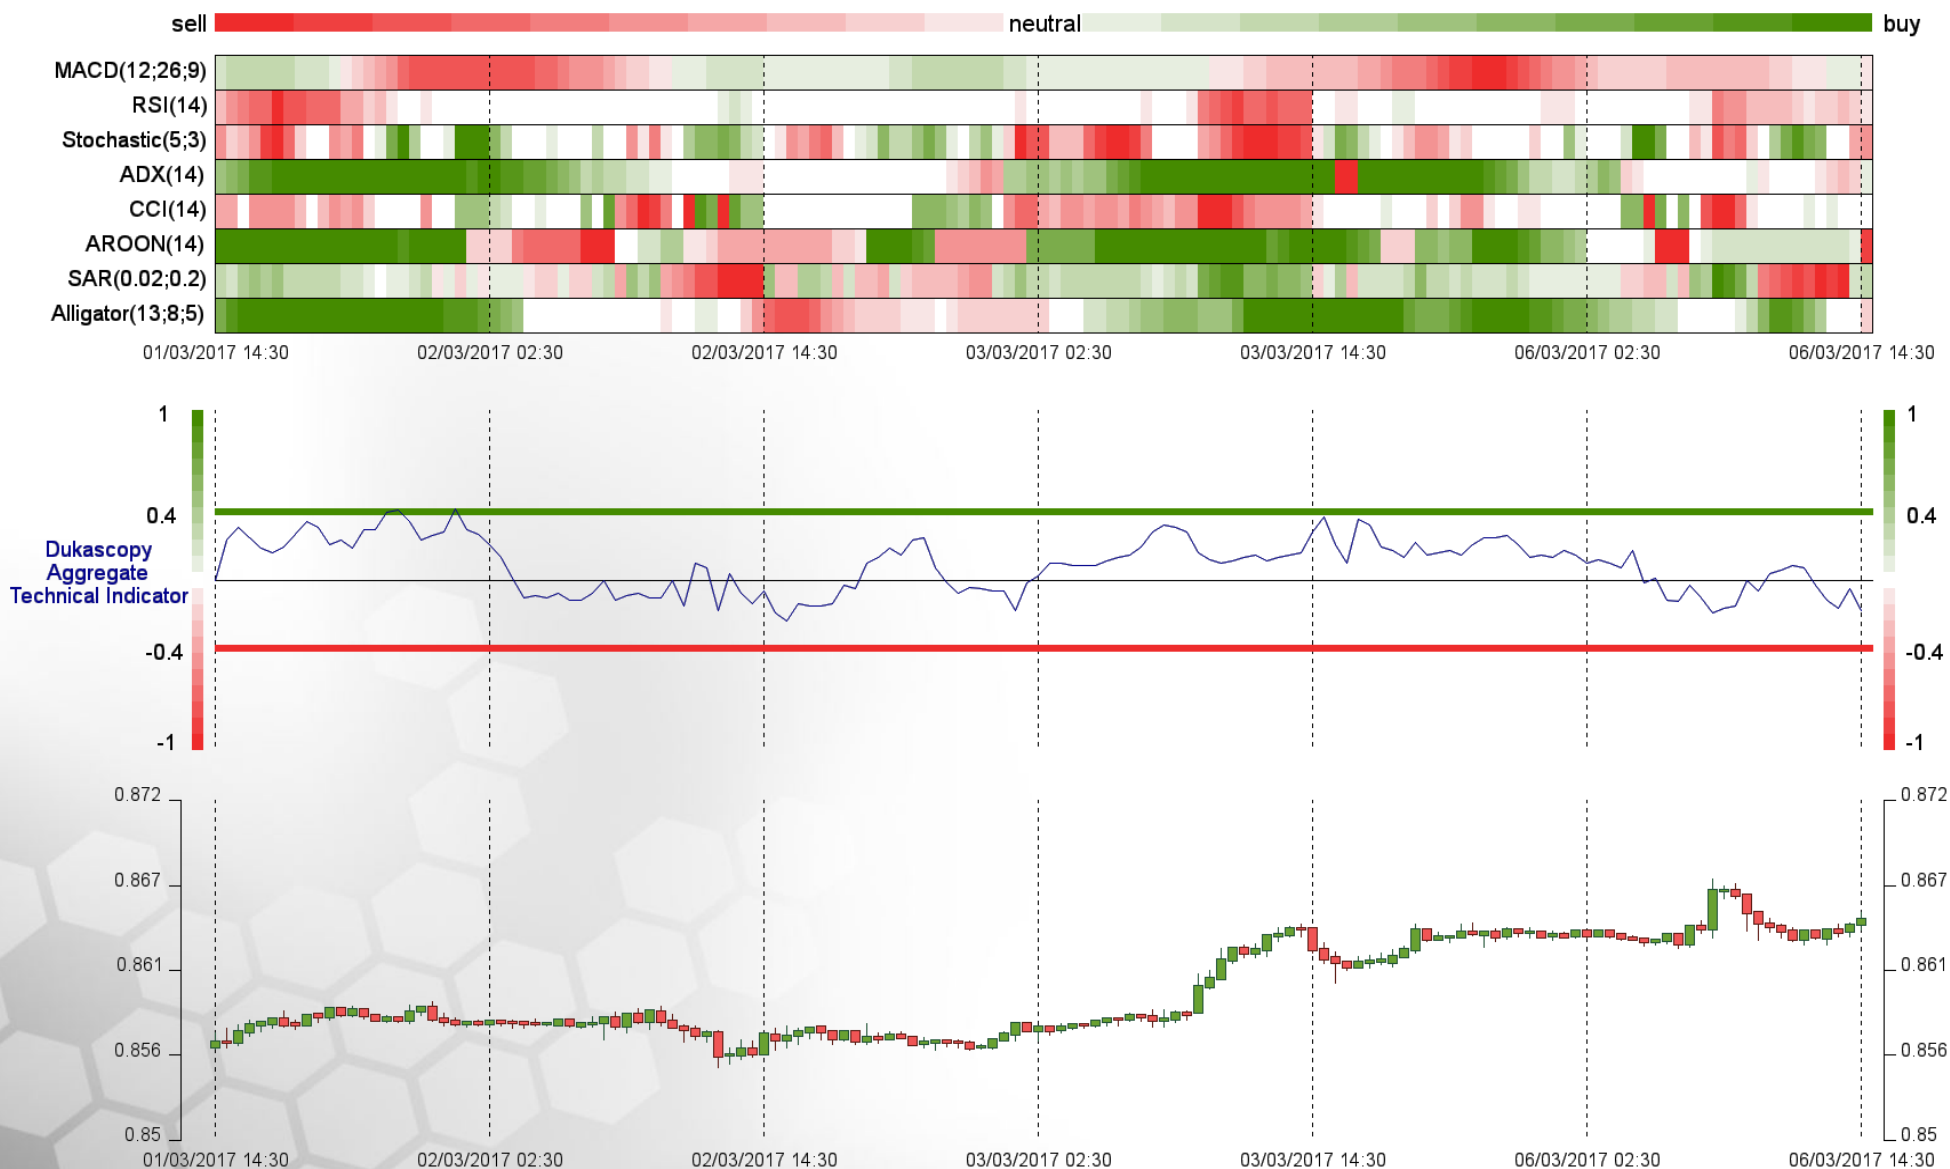 sell neutral buy
MACD(12;26;9)
RSI(14)
Stochastic(5;3)
ADX(14)
CCI(14)
AROON(14)
SAR(0.02;0.2)
Alligator(13;8;5)
01/03/2017 14:30 02/03/2017 02:30 02/03/2017 14:30 03/03/2017 02:30 03/03/2017 14:30 06/03/2017 02:30 06/03/2017 14:30
1 1
0.4 0.4
Dukascopy
Aggregate
Technical Indicator
-0.4 -0.4
-1 -1
0.872 0.872
0.867 0.867
0.861 0.861
0.856 0.856
0.85 0.85
01/03/2017 14:30 02/03/2017 02:30 02/03/2017 14:30 03/03/2017 02:30 03/03/2017 14:30 06/03/2017 02:30 06/03/2017 14:30